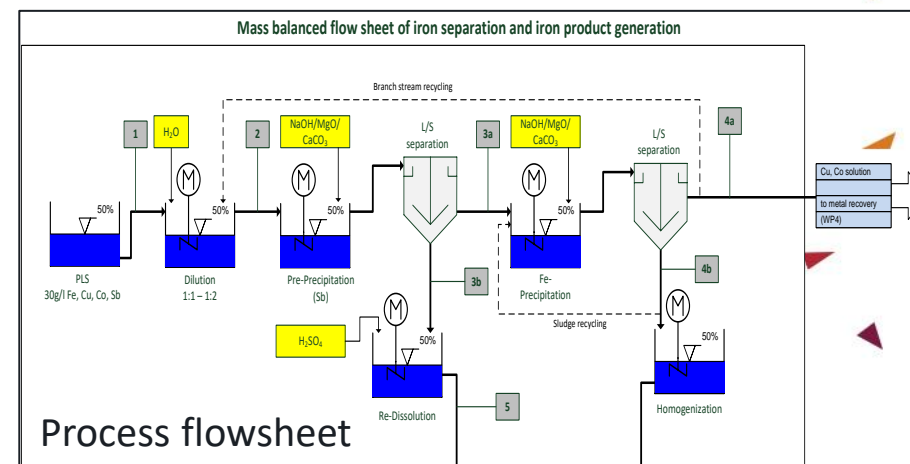 Mass balanced flow sheet of iron separation and iron product generation
Branch stream recycling
1
H₂O
2
NaOH/MgO/
CaCO₃
L/S
separation
3a
NaOH/MgO/
CaCO₃
L/S
separation
4a
M
M
M
Cu, Co solution
to metal recovery
(WP4)
50%
50%
50%
50%
PLS
30g/l Fe, Cu, Co, Sb
Dilution
1:1 – 1:2
Pre-Precipitation
(Sb)
3b
Fe-
Precipitation
4b
Sludge recycling
H₂SO₄
M
50%
M
50%
Re-Dissolution
5
Homogenization
Process flowsheet